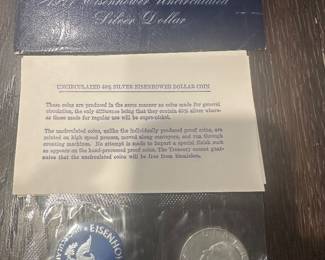 Eisenhower Uncirculated
Silver Dollar
UNCIRCULATED 40% SILVER EISENHOWER DOLLAR COIN
These coins are produced in the same manner as coins made for general
circulation, the only difference being that they contain 40% silver where-
as those made for regular use will be cupro-nickel.
The uncirculated coins, unlike the individually produced proof coins, are
minted on high speed presses, moved along conveyors, and run through
counting machines. No attempt is made to impart a special finish such
as appears on the hand-processed proof coins. The Treasury cannot guar-
antee that the uncirculated coins will be free from blemishes.
EISENHOW